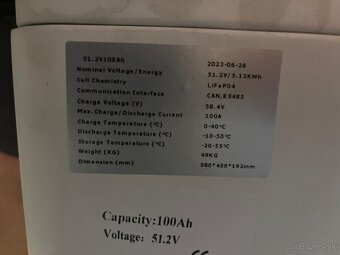 51.2V100Ah 2023-06-28
Nominal Voltage/Energy 51.2V/5.12KWh
Cell Chemistry LiFePO4
Communication Interface CAN,RS485
Charge Voltage (V) 58.4V
Max.Charge/Discharge Current 100A
Charge Temperature (℃) 0-40℃
Discharge Temperature (℃) -10-50℃
Storage Temperature (℃) -20-55℃
Weight (KG) 49KG
Dimension (mm) 580*450*192mm
Capacity:100Ah
Voltage: 51.2V
bazos.sk